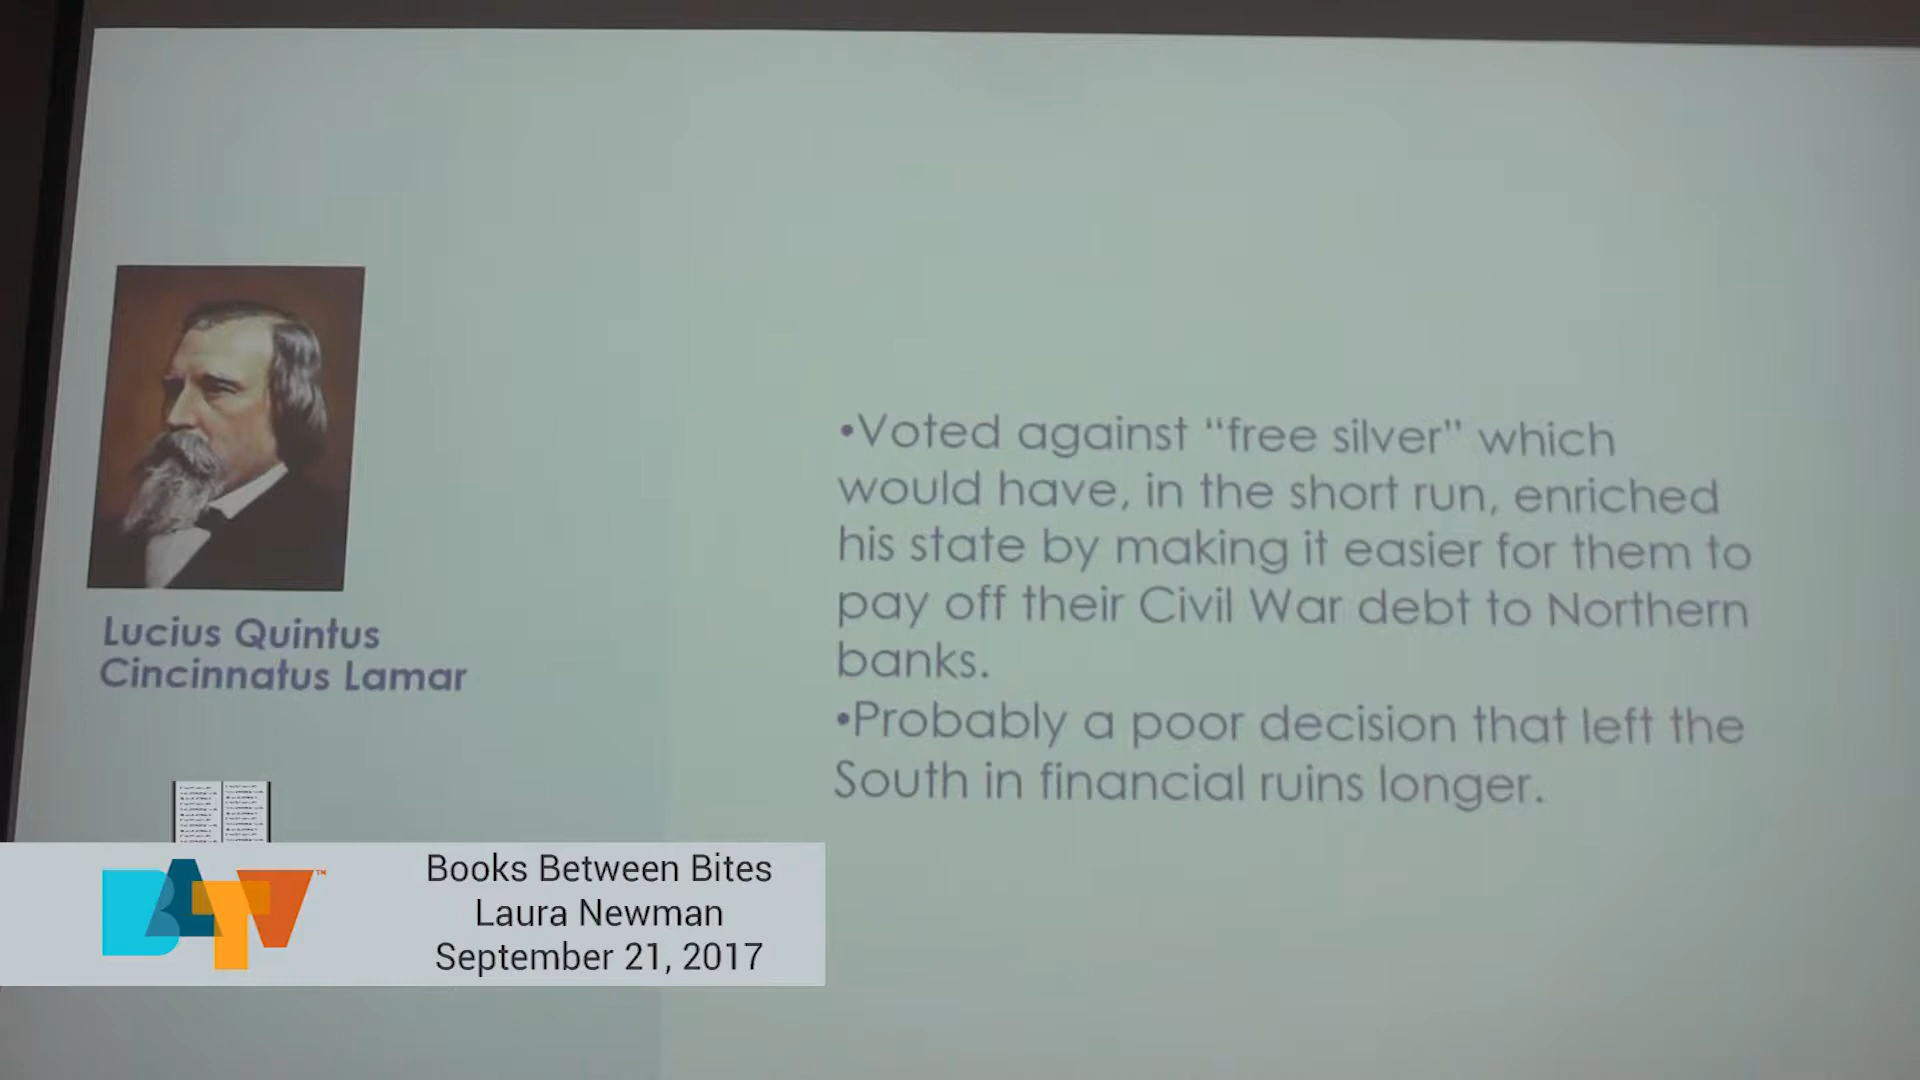 Lucius Quintus
Cincinnatus Lamar
•Voted against “free silver” which
would have, in the short run, enriched
his state by making it easier for them to
pay off their Civil War debt to Northern
banks.
•Probably a poor decision that left the
South in financial ruins longer.
BATV™
Books Between Bites
Laura Newman
September 21, 2017